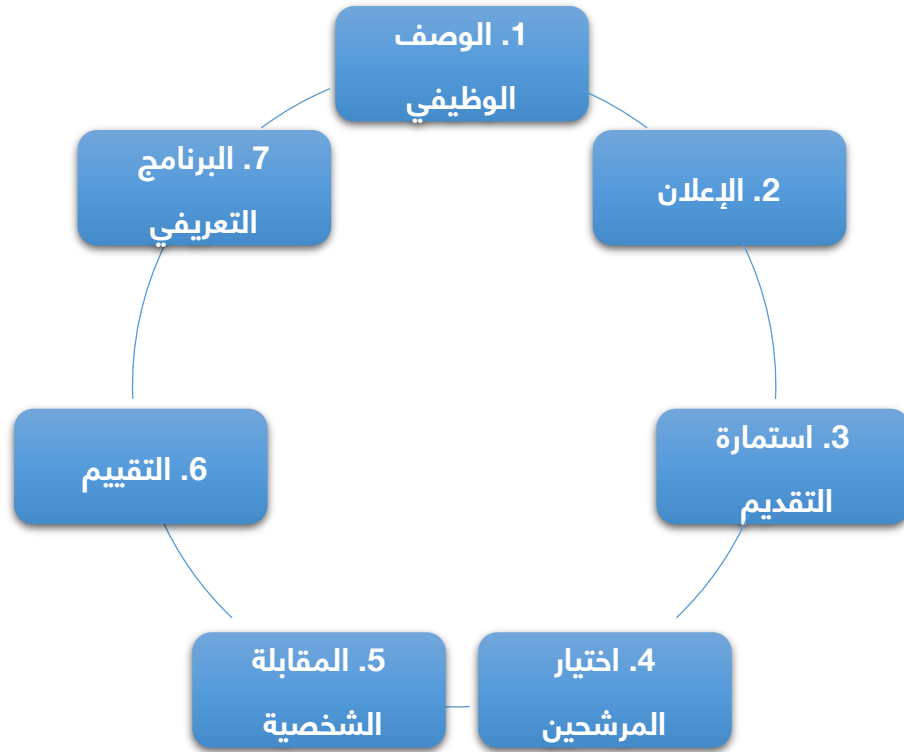 1. الوصف
الوظيفي
2. الإعلان
3. استمارة
التقديم
4. اختيار
المرشحين
5. المقابلة
الشخصية
6. التقييم
7. البرنامج
التعريفي